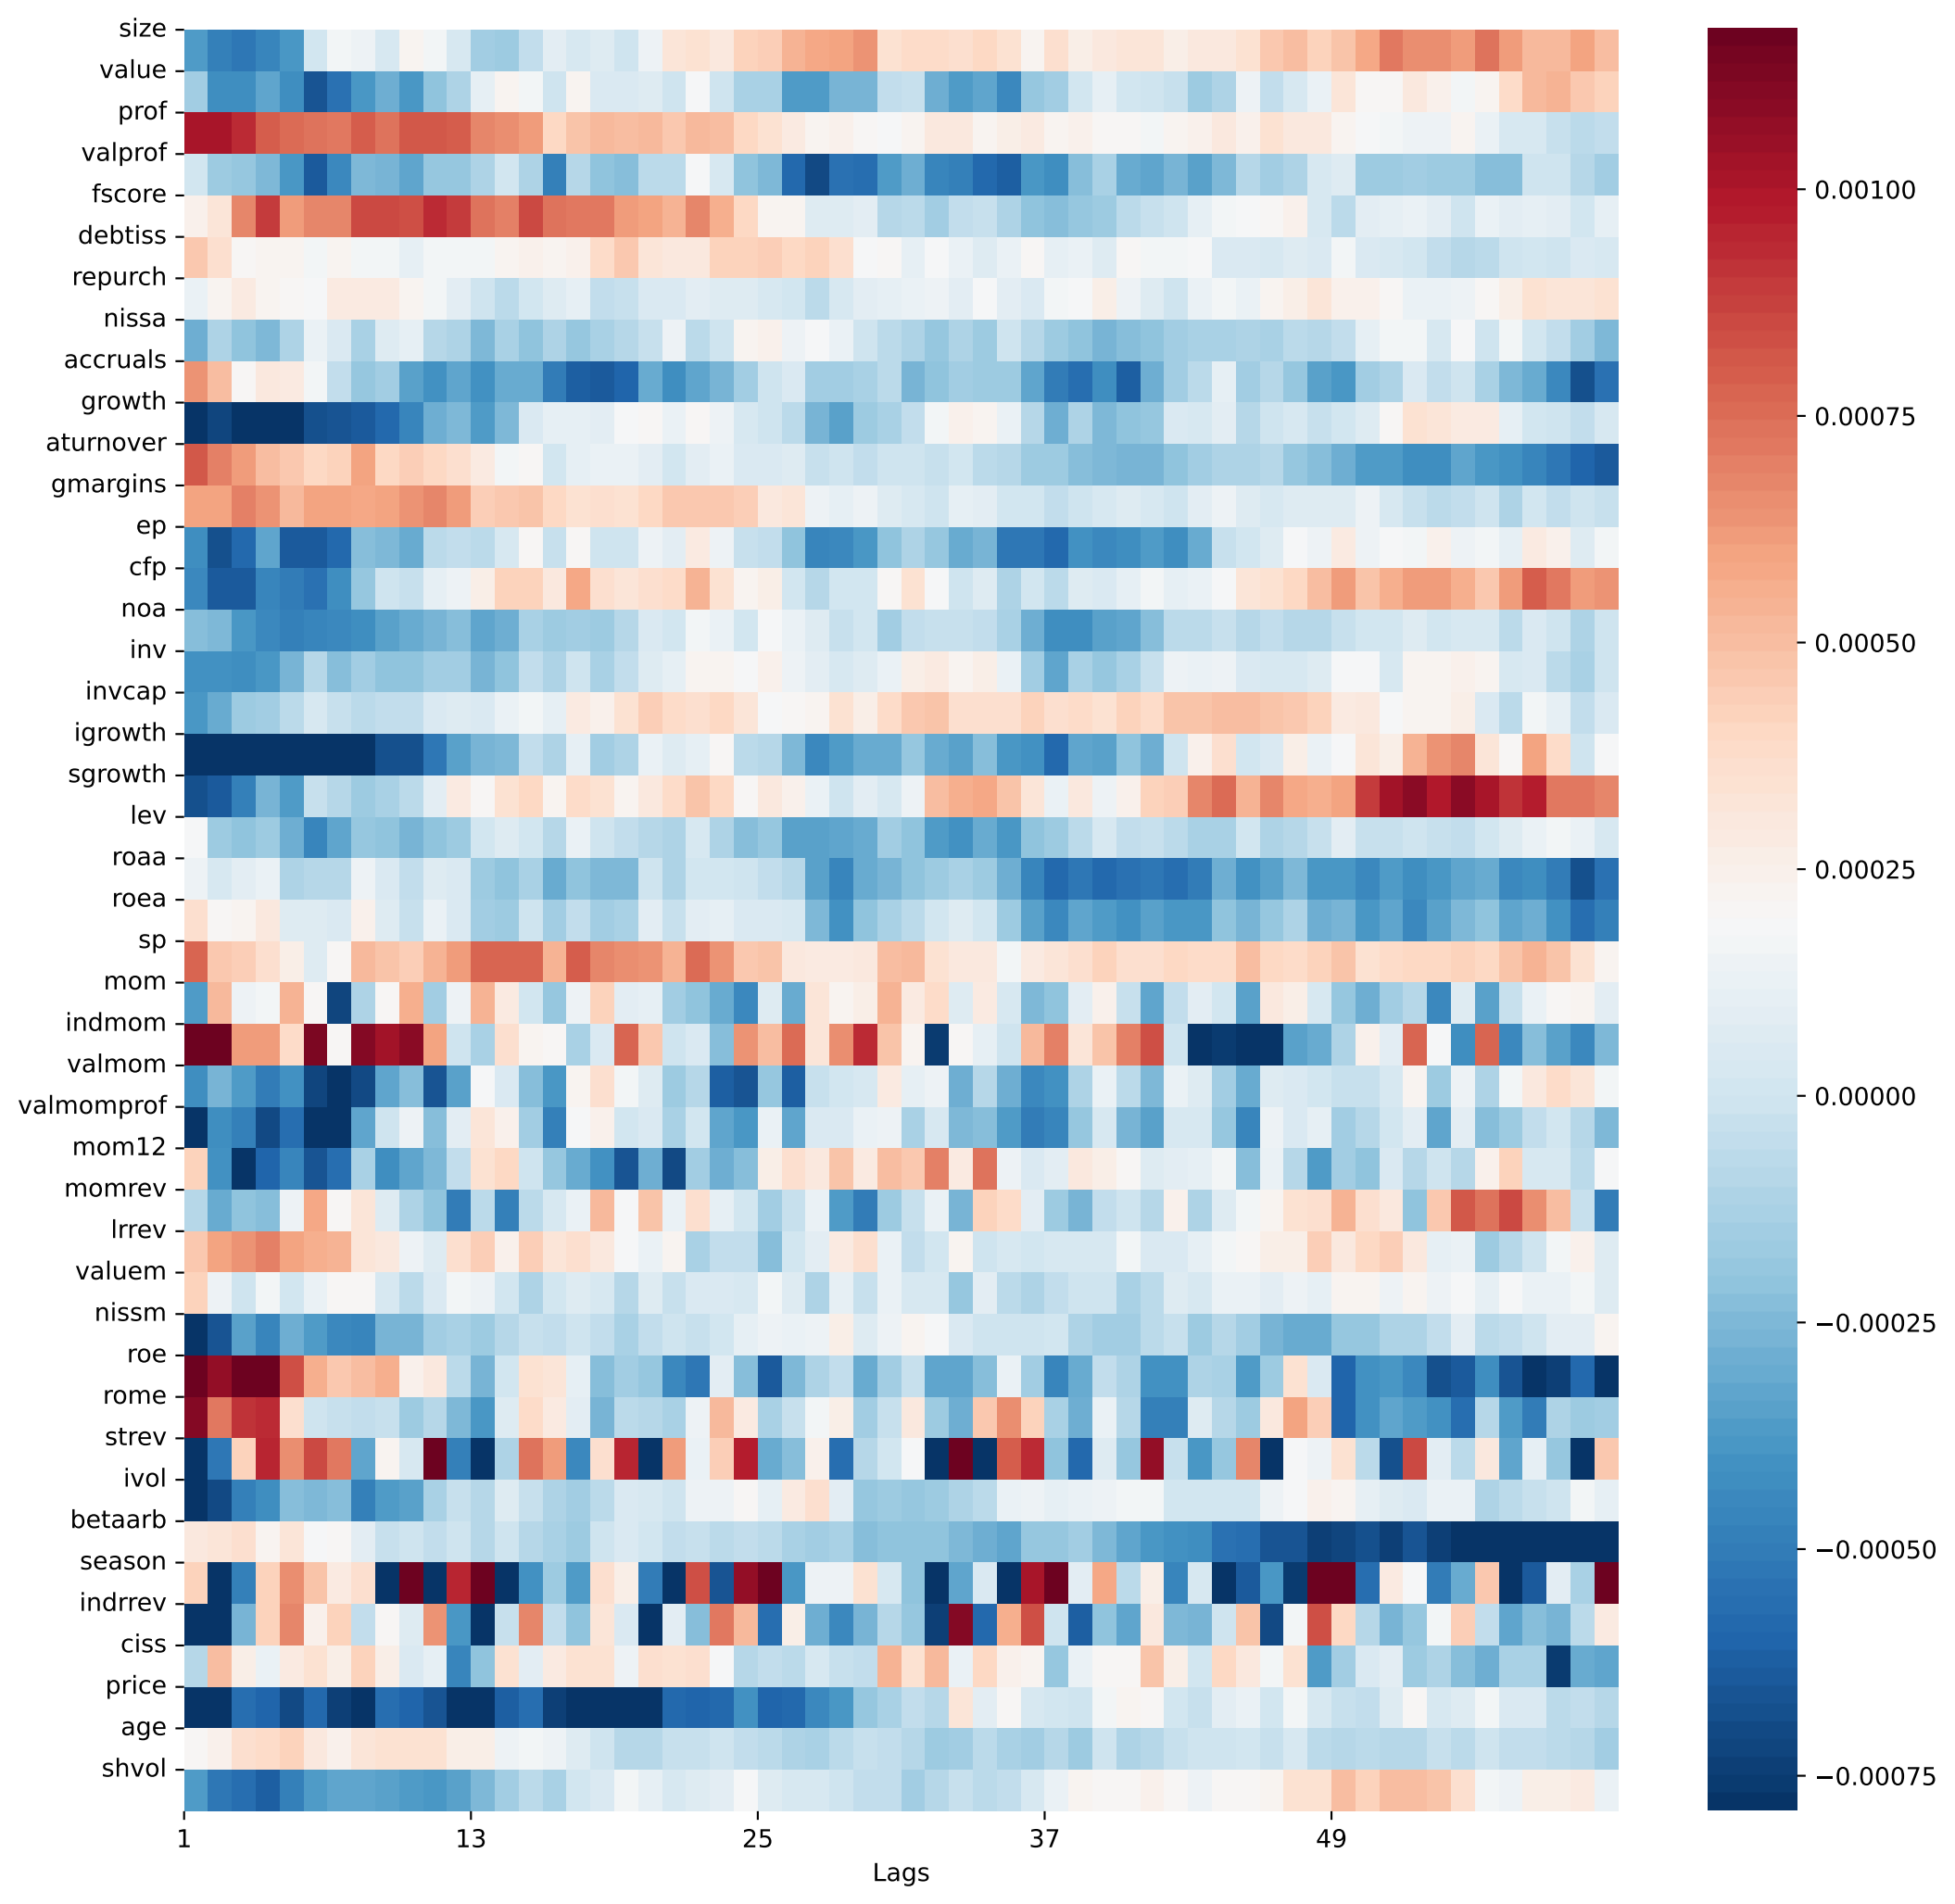 size
value
prof
valprof
fscore
debtiss
repurch
nissa
accruals
growth
aturnover
gmargins
ep
cfp
noa
inv
invcap
igrowth
sgrowth
lev
roaa
roea
sp
mom
indmom
valmom
valmomprof
mom12
momrev
lrrev
valuem
nissm
roe
rome
strev
ivol
betaarb
season
indrrev
ciss
price
age
shvol
1 13 25 37 49
Lags
0.00100
0.00075
0.00050
0.00025
0.00000
−0.00025
−0.00050
−0.00075